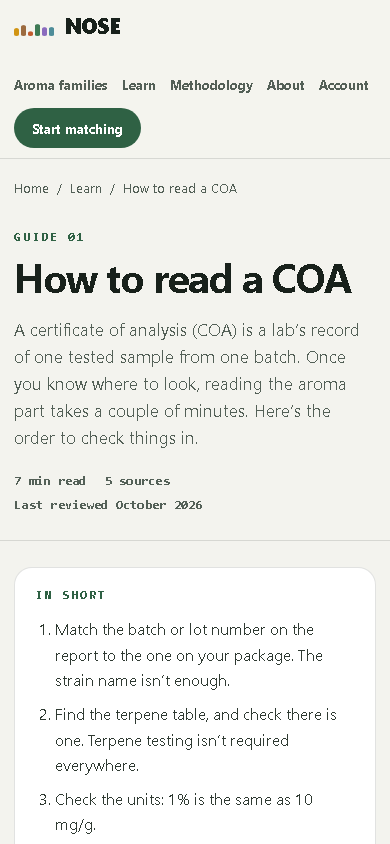 NOSE
Aroma families Learn Methodology About Account
Start matching
Home / Learn / How to read a COA
GUIDE 01
How to read a COA
A certificate of analysis (COA) is a lab’s record
of one tested sample from one batch. Once
you know where to look, reading the aroma
part takes a couple of minutes. Here’s the
order to check things in.
7 min read 5 sources
Last reviewed October 2026
IN SHORT
1. Match the batch or lot number on the
report to the one on your package. The
strain name isn’t enough.
2. Find the terpene table, and check there is
one. Terpene testing isn’t required
everywhere.
3. Check the units: 1% is the same as 10
mg/g.